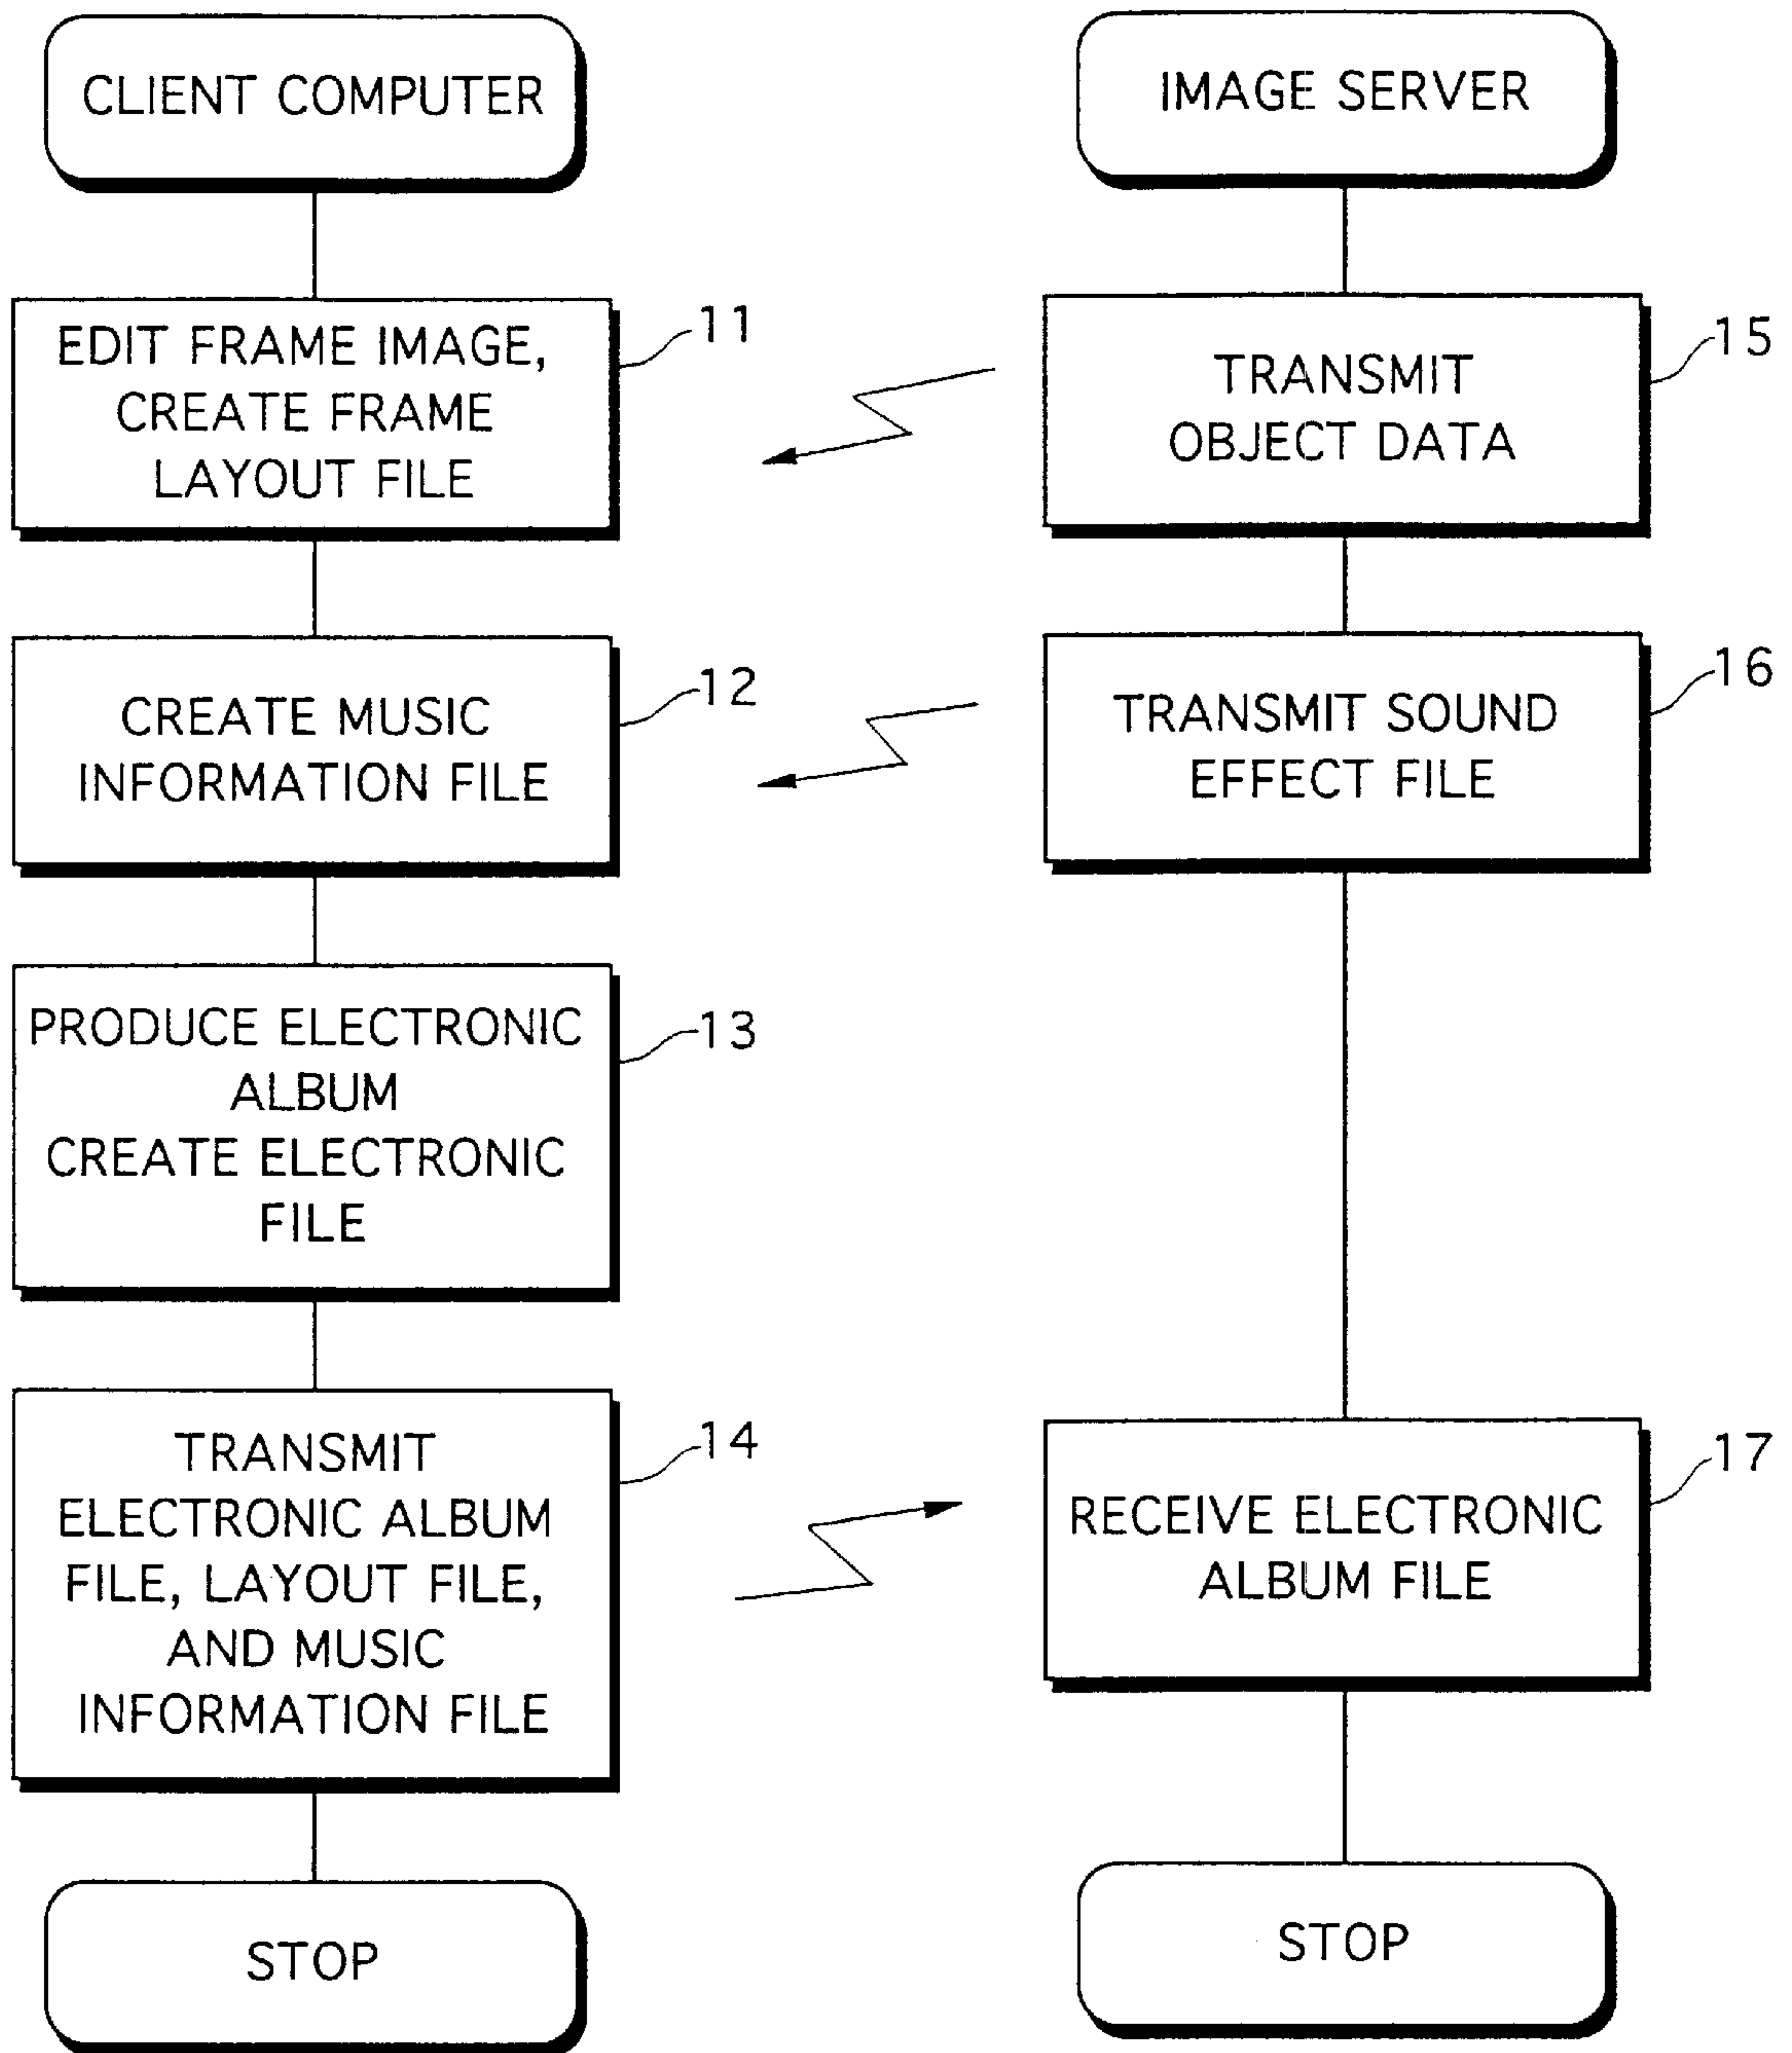 CLIENT COMPUTER
EDIT FRAME IMAGE,
CREATE FRAME
LAYOUT FILE
11
CREATE MUSIC
INFORMATION FILE
12
PRODUCE ELECTRONIC
ALBUM
CREATE ELECTRONIC
FILE
13
TRANSMIT
ELECTRONIC ALBUM
FILE, LAYOUT FILE,
AND MUSIC
INFORMATION FILE
14
STOP
IMAGE SERVER
TRANSMIT
OBJECT DATA
15
TRANSMIT SOUND
EFFECT FILE
16
RECEIVE ELECTRONIC
ALBUM FILE
17
STOP